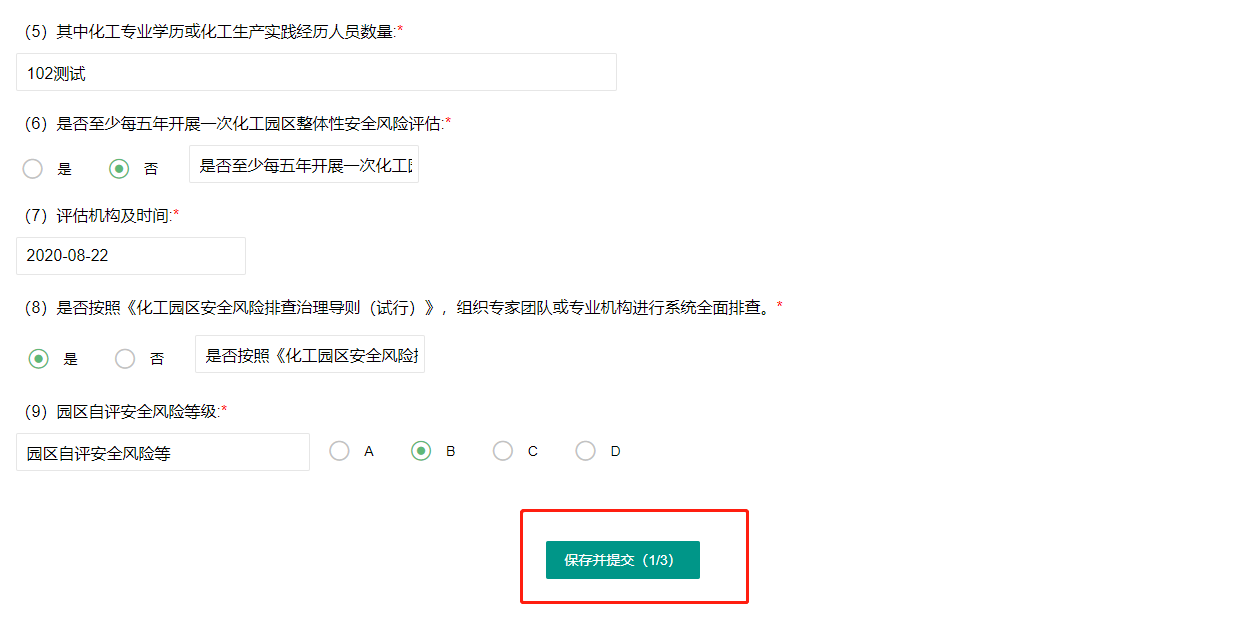 （5）其中化工专业学历或化工生产实践经历人员数量:*
102测试
（6）是否至少每五年开展一次化工园区整体性安全风险评估:*
是 否 是否至少每五年开展一次化工
（7）评估机构及时间:*
2020-08-22
（8）是否按照《化工园区安全风险排查治理导则（试行）》，组织专家团队或专业机构进行系统全面排查。*
是 否 是否按照《化工园区安全风险
（9）园区自评安全风险等级:*
园区自评安全风险等 A B C D
保存并提交（1/3）